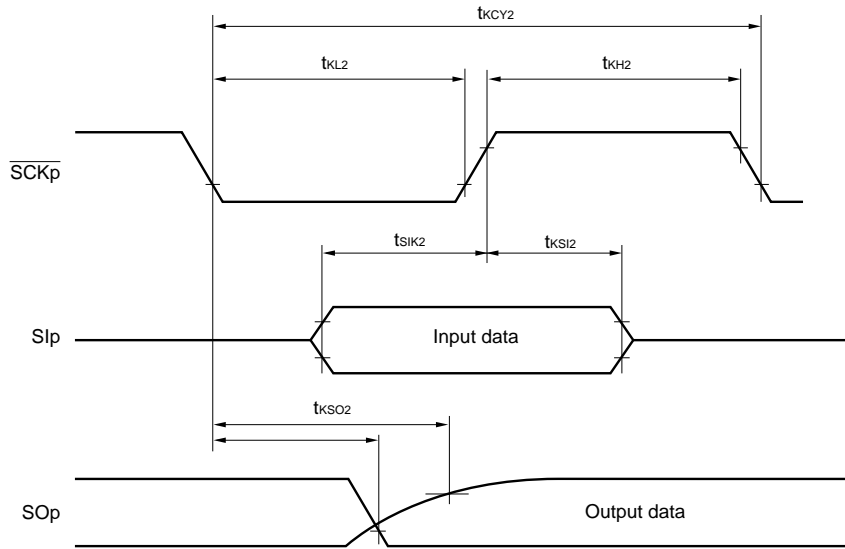 tKCY2
tKL2
tKH2
SCKp
tSIK2
tKSI2
SIp
Input data
tKSO2
SOp
Output data